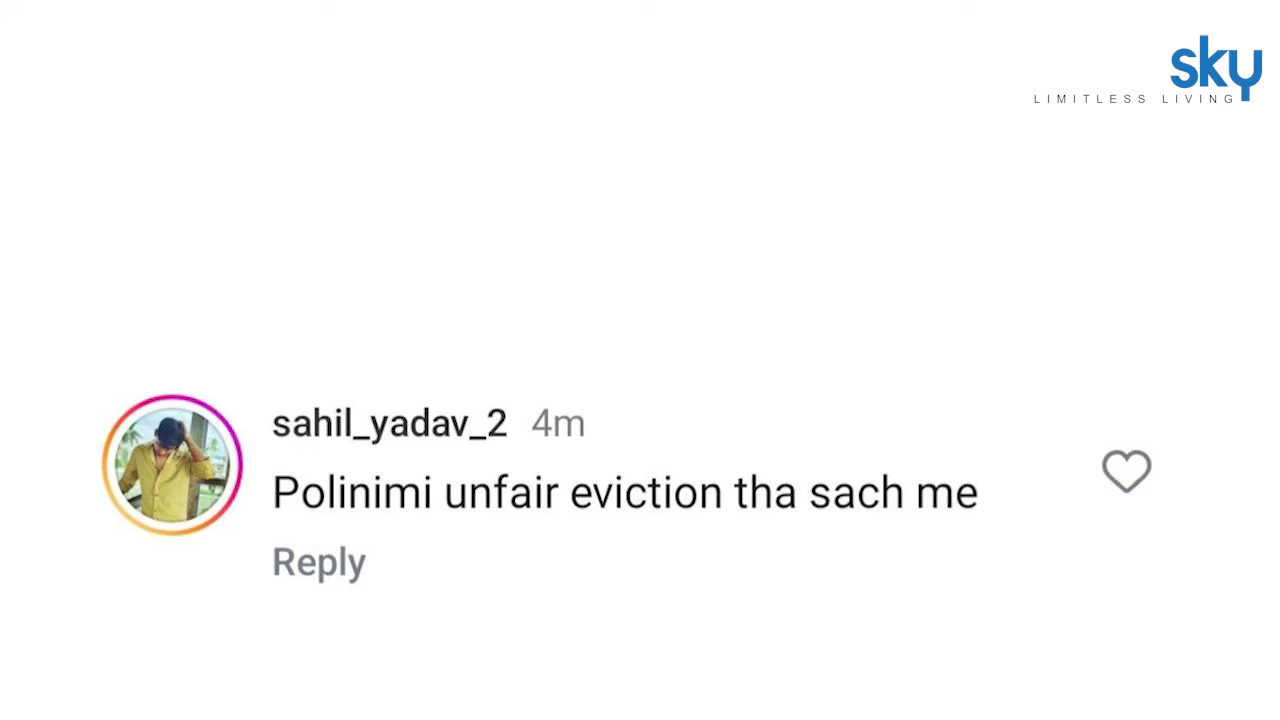 sky
LIMITLESS LIVING
sahil_yadav_2 4m
Polinimi unfair eviction tha sach me
Reply